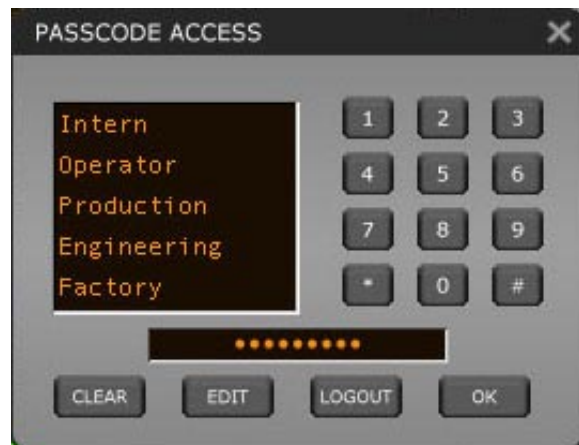 PASSCODE ACCESS
Intern
Operator
Production
Engineering
Factory
1 2 3
4 5 6
7 8 9
* 0 #
•••••••••
CLEAR EDIT LOGOUT OK